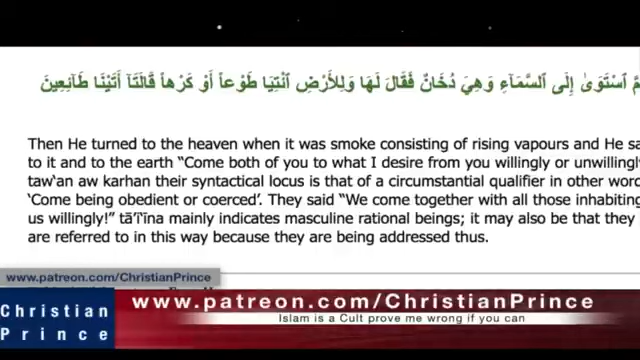 ٱسْتَوَىٰ إِلَى ٱلسَّمَآءِ وَهِيَ دُخَانٌ فَقَالَ لَهَا وَلِلأَرْضِ ٱئْتِيَا طَوْعاً أَوْ كَرْهاً قَالَتَآ أَتَيْنَا طَآئِعِينَ
Then He turned to the heaven when it was smoke consisting of rising vapours and He sa
to it and to the earth “Come both of you to what I desire from you willingly or unwillingly
taw‘an aw karhan their syntactical locus is that of a circumstantial qualifier in other word
‘Come being obedient or coerced’. They said “We come together with all those inhabiting
us willingly!” tā’i‘īna mainly indicates masculine rational beings; it may also be that they
are referred to in this way because they are being addressed thus.
www.patreon.com/ChristianPrince
www.patreon.com/ChristianPrince
Christian
Prince
Islam is a Cult prove me wrong if you can